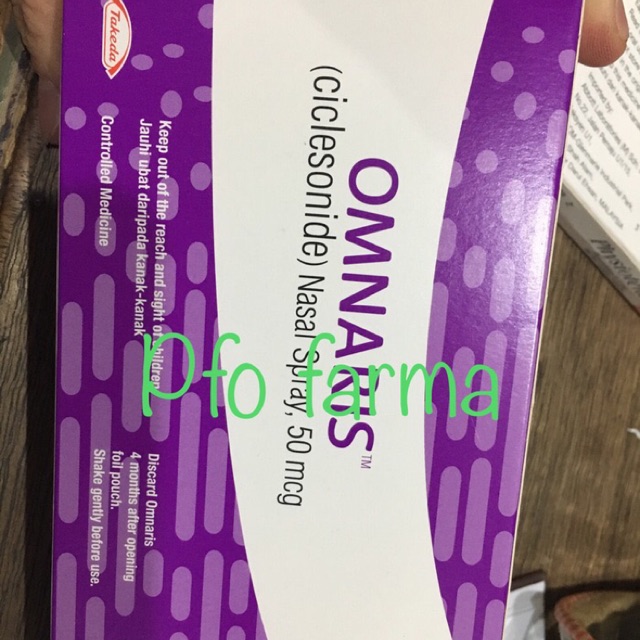 Takeda
OMNARIS™
(ciclesonide) Nasal Spray, 50 mcg
Keep out of the reach and sight of children
Jauhi ubat daripada kanak-kanak
Controlled Medicine
Discard Omnaris
4 months after opening
foil pouch.
Shake gently before use.
Pfo farma